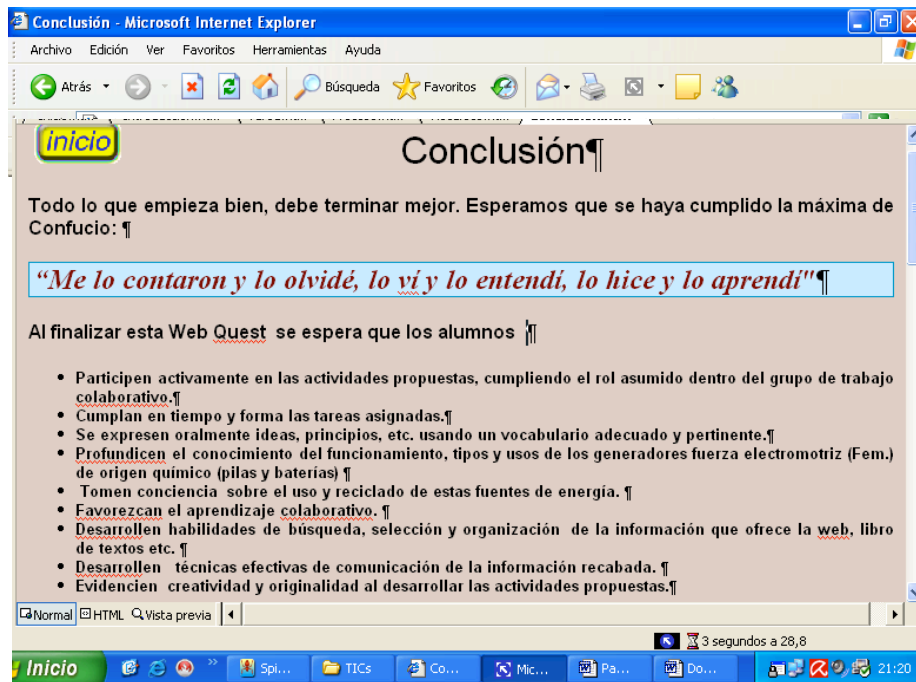 Conclusión - Microsoft Internet Explorer
Archivo Edición Ver Favoritos Herramientas Ayuda
Atrás Búsqueda Favoritos
inicio
Conclusión¶
Todo lo que empieza bien, debe terminar mejor. Esperamos que se haya cumplido la máxima de
Confucio: ¶
“Me lo contaron y lo olvidé, lo ví y lo entendí, lo hice y lo aprendí"¶
Al finalizar esta Web Quest se espera que los alumnos ¶
• Participen activamente en las actividades propuestas, cumpliendo el rol asumido dentro del grupo de trabajo
colaborativo.¶
• Cumplan en tiempo y forma las tareas asignadas.¶
• Se expresen oralmente ideas, principios, etc. usando un vocabulario adecuado y pertinente.¶
• Profundicen el conocimiento del funcionamiento, tipos y usos de los generadores fuerza electromotriz (Fem.)
de origen químico (pilas y baterías) ¶
• Tomen conciencia sobre el uso y reciclado de estas fuentes de energía. ¶
• Favorezcan el aprendizaje colaborativo. ¶
• Desarrollen habilidades de búsqueda, selección y organización de la información que ofrece la web, libro
de textos etc. ¶
• Desarrollen técnicas efectivas de comunicación de la información recabada. ¶
• Evidencien creatividad y originalidad al desarrollar las actividades propuestas.¶
Normal HTML Vista previa
3 segundos a 28,8
Inicio » Spi... TICs Co... Mic... Pa... Do... 21:20